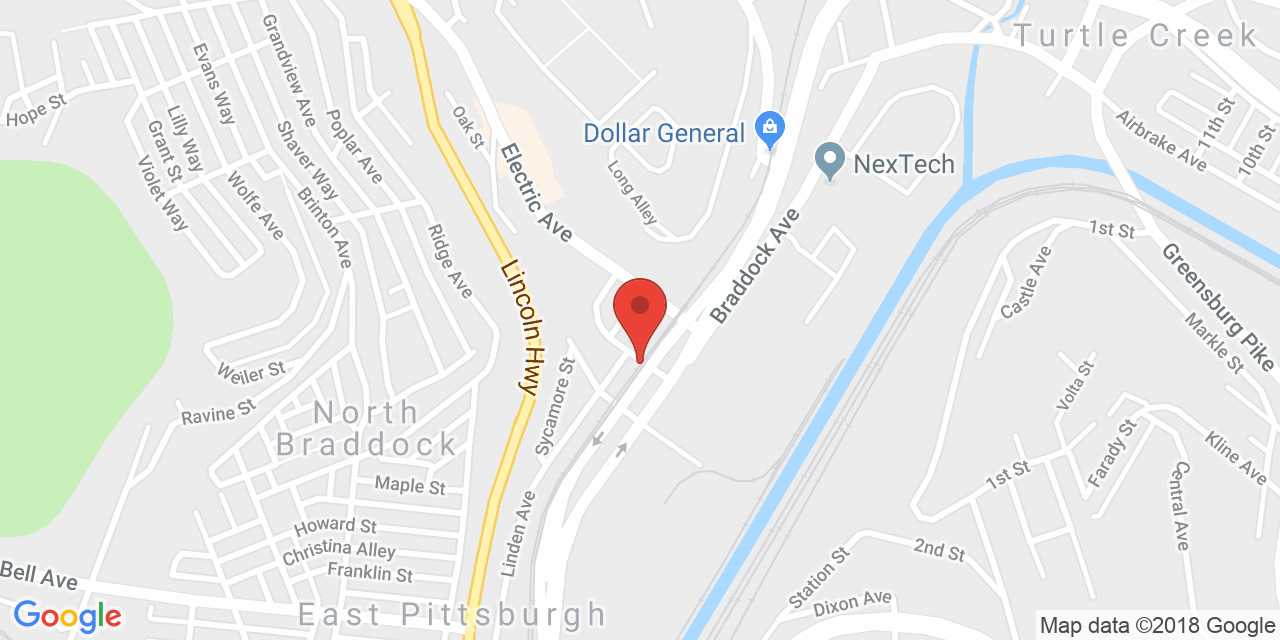 Turtle Creek
Hope St
Grandview Ave
Evans Way
Lilly Way
Grant St
Violet Way
Shaver Way
Poplar Ave
Wolfe Ave
Brinton Ave
Ridge Ave
Oak St
Electric Ave
Long Alley
Dollar General
NexTech
Airbrake Ave
11th St
10th St
Braddock Ave
Lincoln Hwy
1st St
Castle Ave
Greensburg Pike
Markle St
Weiler St
Ravine St
North
Braddock
Sycamore St
Volta St
Maple St
Linden Ave
Farady St
Kline Ave
1st St
Central Ave
Howard St
Christina Alley
Franklin St
Bell Ave
2nd St
Station St
Dixon Ave
East Pittsburgh
Google
Map data ©2018 Google